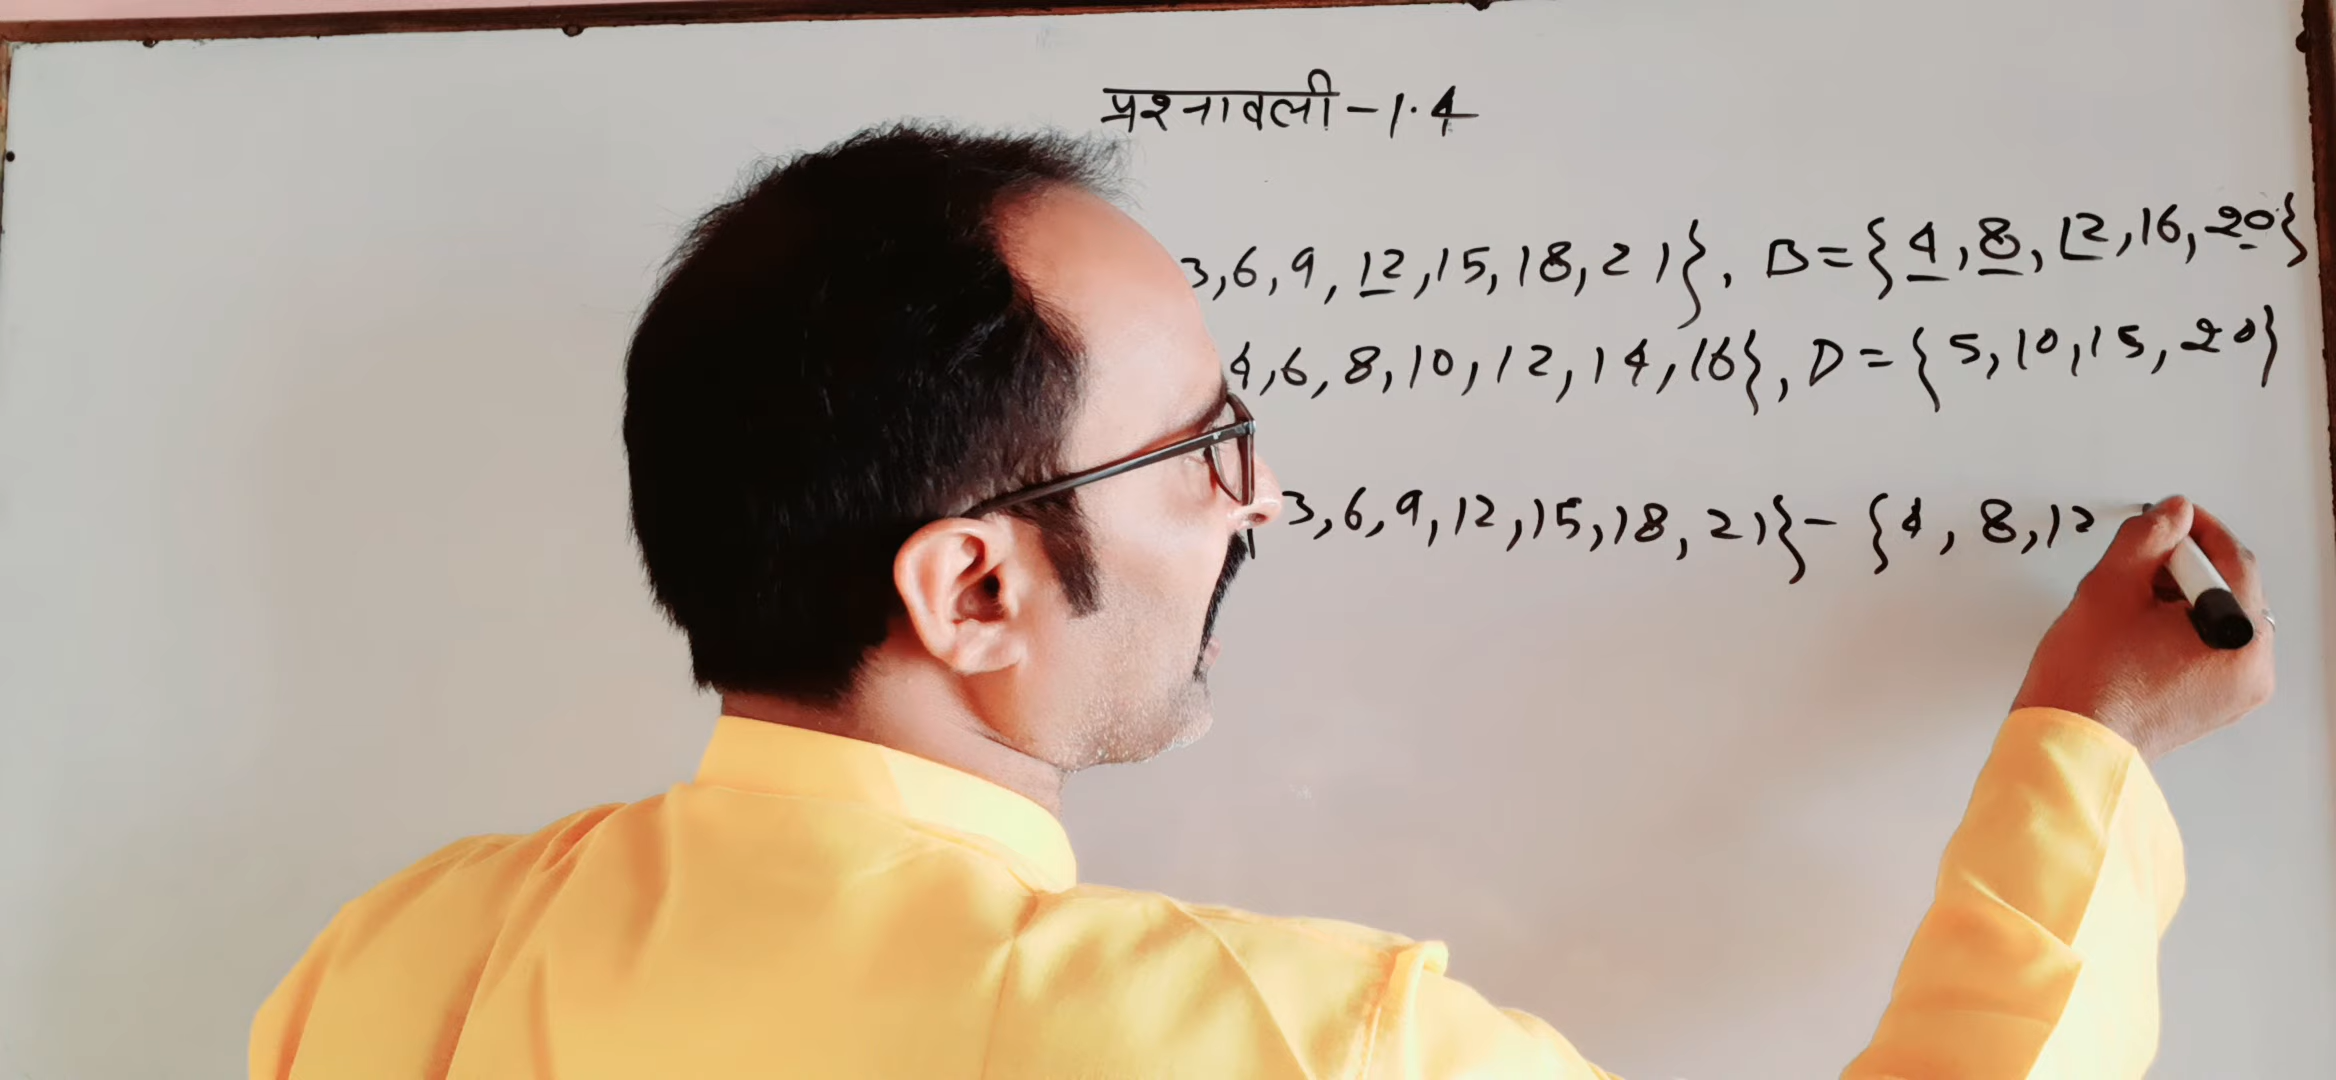 प्रश्नावली - 1.4
3, 6, 9, 12, 15, 18, 21}, B = {4, 8, 12, 16, 20}
4, 6, 8, 10, 12, 14, 16}, D = {5, 10, 15, 20}
3, 6, 9, 12, 15, 18, 21} - {4, 8, 12